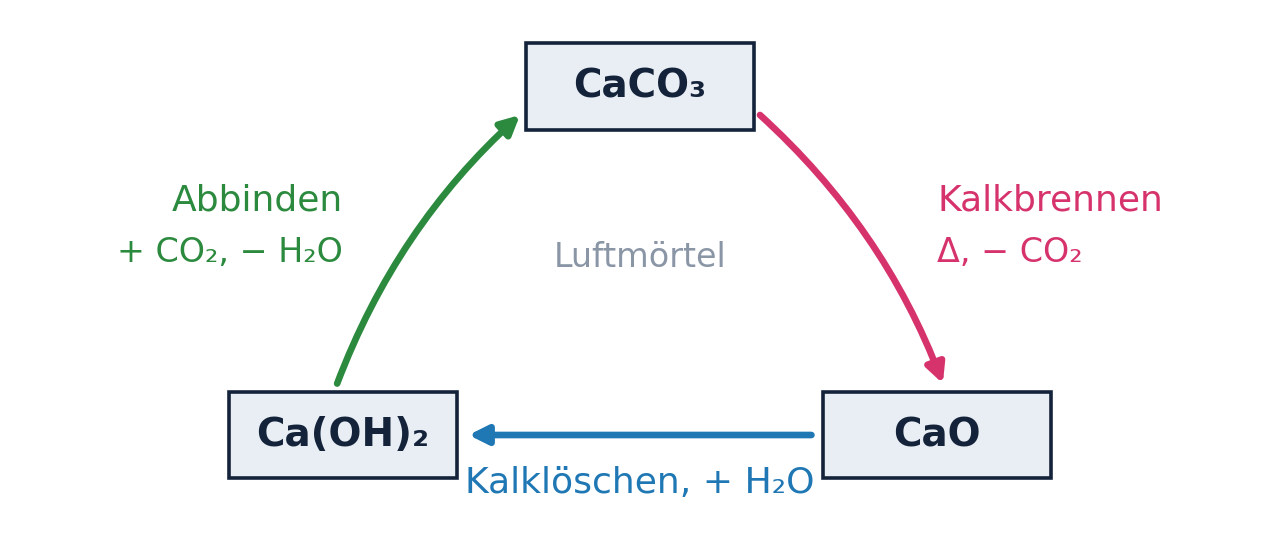 CaCO₃
Abbinden
+ CO₂, − H₂O
Kalkbrennen
Δ, − CO₂
Luftmörtel
Ca(OH)₂
CaO
Kalklöschen, + H₂O